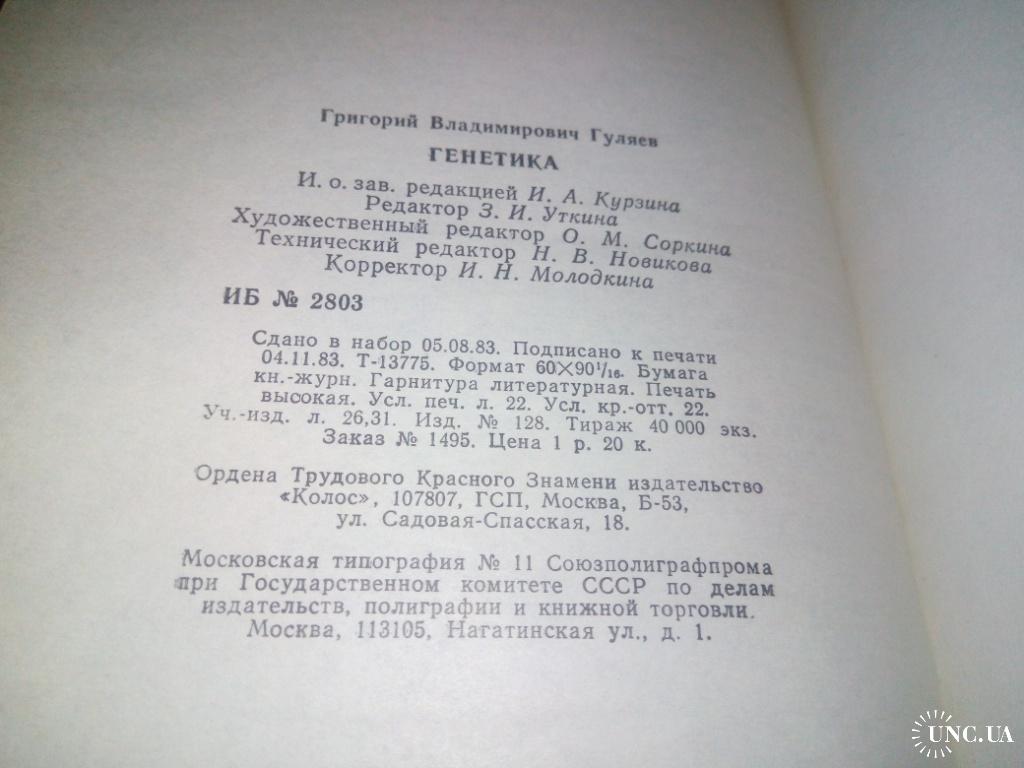 Григорий Владимирович Гуляев
ГЕНЕТИКА
И. о. зав. редакцией И. А. Курзина
Редактор З. И. Уткина
Художественный редактор О. М. Соркина
Технический редактор Н. В. Новикова
Корректор И. Н. Молодкина
ИБ № 2803
Сдано в набор 05.08.83. Подписано к печати
04.11.83. Т-13775. Формат 60×90¹/₁₆. Бумага
кн.-журн. Гарнитура литературная. Печать
высокая. Усл. печ. л. 22. Усл. кр.-отт. 22.
Уч.-изд. л. 26,31. Изд. № 128. Тираж 40 000 экз.
Заказ № 1495. Цена 1 р. 20 к.
Ордена Трудового Красного Знамени издательство
«Колос», 107807, ГСП, Москва, Б-53,
ул. Садовая-Спасская, 18.
Московская типография № 11 Союзполиграфпрома
при Государственном комитете СССР по делам
издательств, полиграфии и книжной торговли.
Москва, 113105, Нагатинская ул., д. 1.
UNC.UA